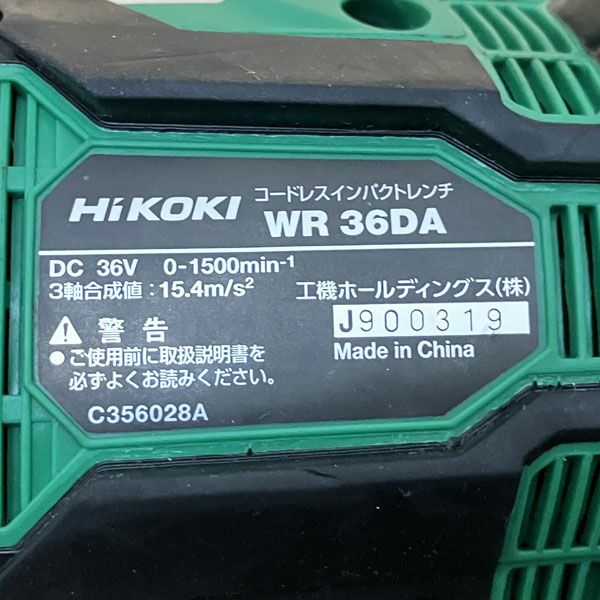 コードレスインパクトレンチ
HiKOKI WR 36DA
DC 36V 0-1500min-1
3軸合成値:15.4m/s2
工機ホールディングス(株)
J900319
⚠ 警告
Made in China
●ご使用前に取扱説明書を
必ずよくお読みください。
C356028A